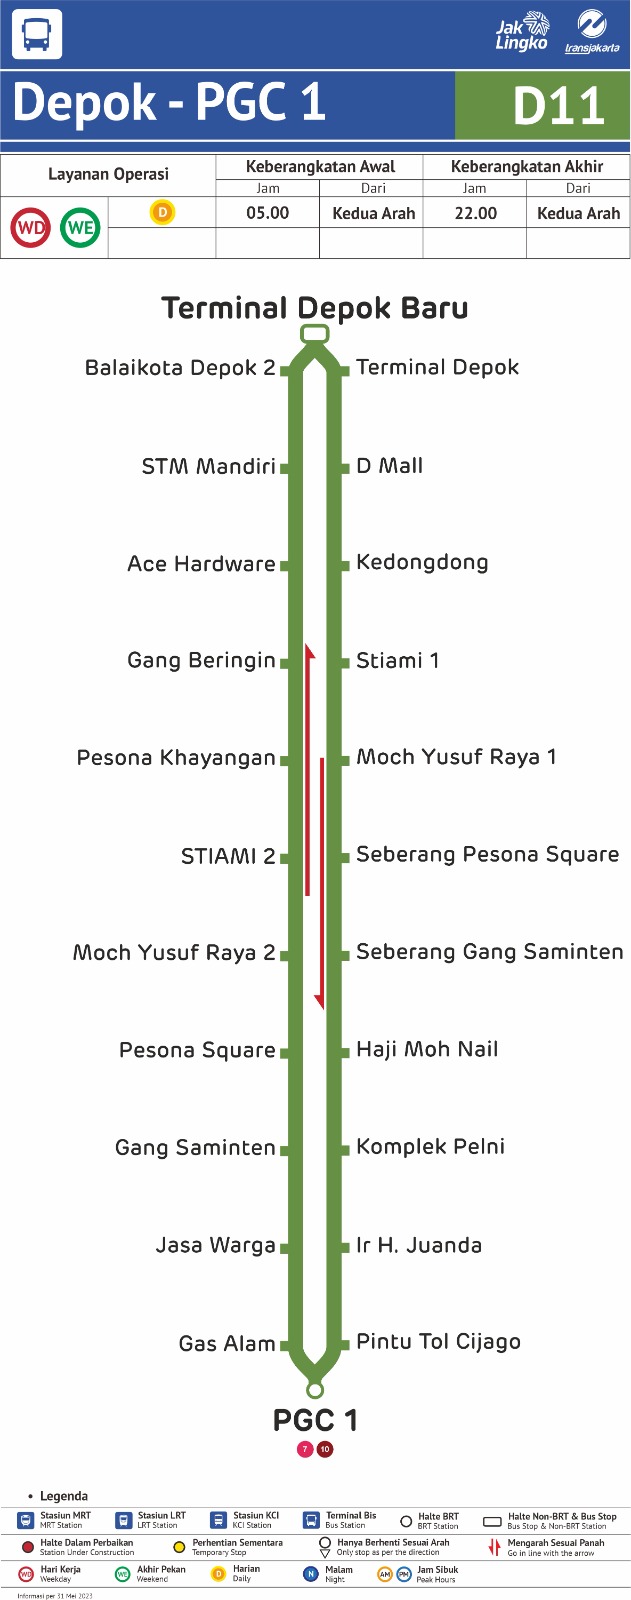 Jak
Lingko
transjakarta
Depok - PGC 1
D11
Layanan Operasi
Keberangkatan Awal
Keberangkatan Akhir
Jam
Dari
Jam
Dari
WD
WE
D
05.00
Kedua Arah
22.00
Kedua Arah
Terminal Depok Baru
Balaikota Depok 2
Terminal Depok
STM Mandiri
D Mall
Ace Hardware
Kedongdong
Gang Beringin
Stiami 1
Pesona Khayangan
Moch Yusuf Raya 1
STIAMI 2
Seberang Pesona Square
Moch Yusuf Raya 2
Seberang Gang Saminten
Pesona Square
Haji Moh Nail
Gang Saminten
Komplek Pelni
Jasa Warga
Ir H. Juanda
Gas Alam
Pintu Tol Cijago
PGC 1
7
10
• Legenda
Stasiun MRT
MRT Station
Stasiun LRT
LRT Station
Stasiun KCI
KCI Station
Terminal Bis
Bus Station
Halte BRT
BRT Station
Halte Non-BRT & Bus Stop
Bus Stop & Non-BRT Station
Halte Dalam Perbaikan
Station Under Construction
Perhentian Sementara
Temporary Stop
Hanya Berhenti Sesuai Arah
Only stop as per the direction
Mengarah Sesuai Panah
Go in line with the arrow
WD
Hari Kerja
Weekday
WE
Akhir Pekan
Weekend
D
Harian
Daily
N
Malam
Night
AM
PM
Jam Sibuk
Peak Hours
Informasi per 31 Mei 2023